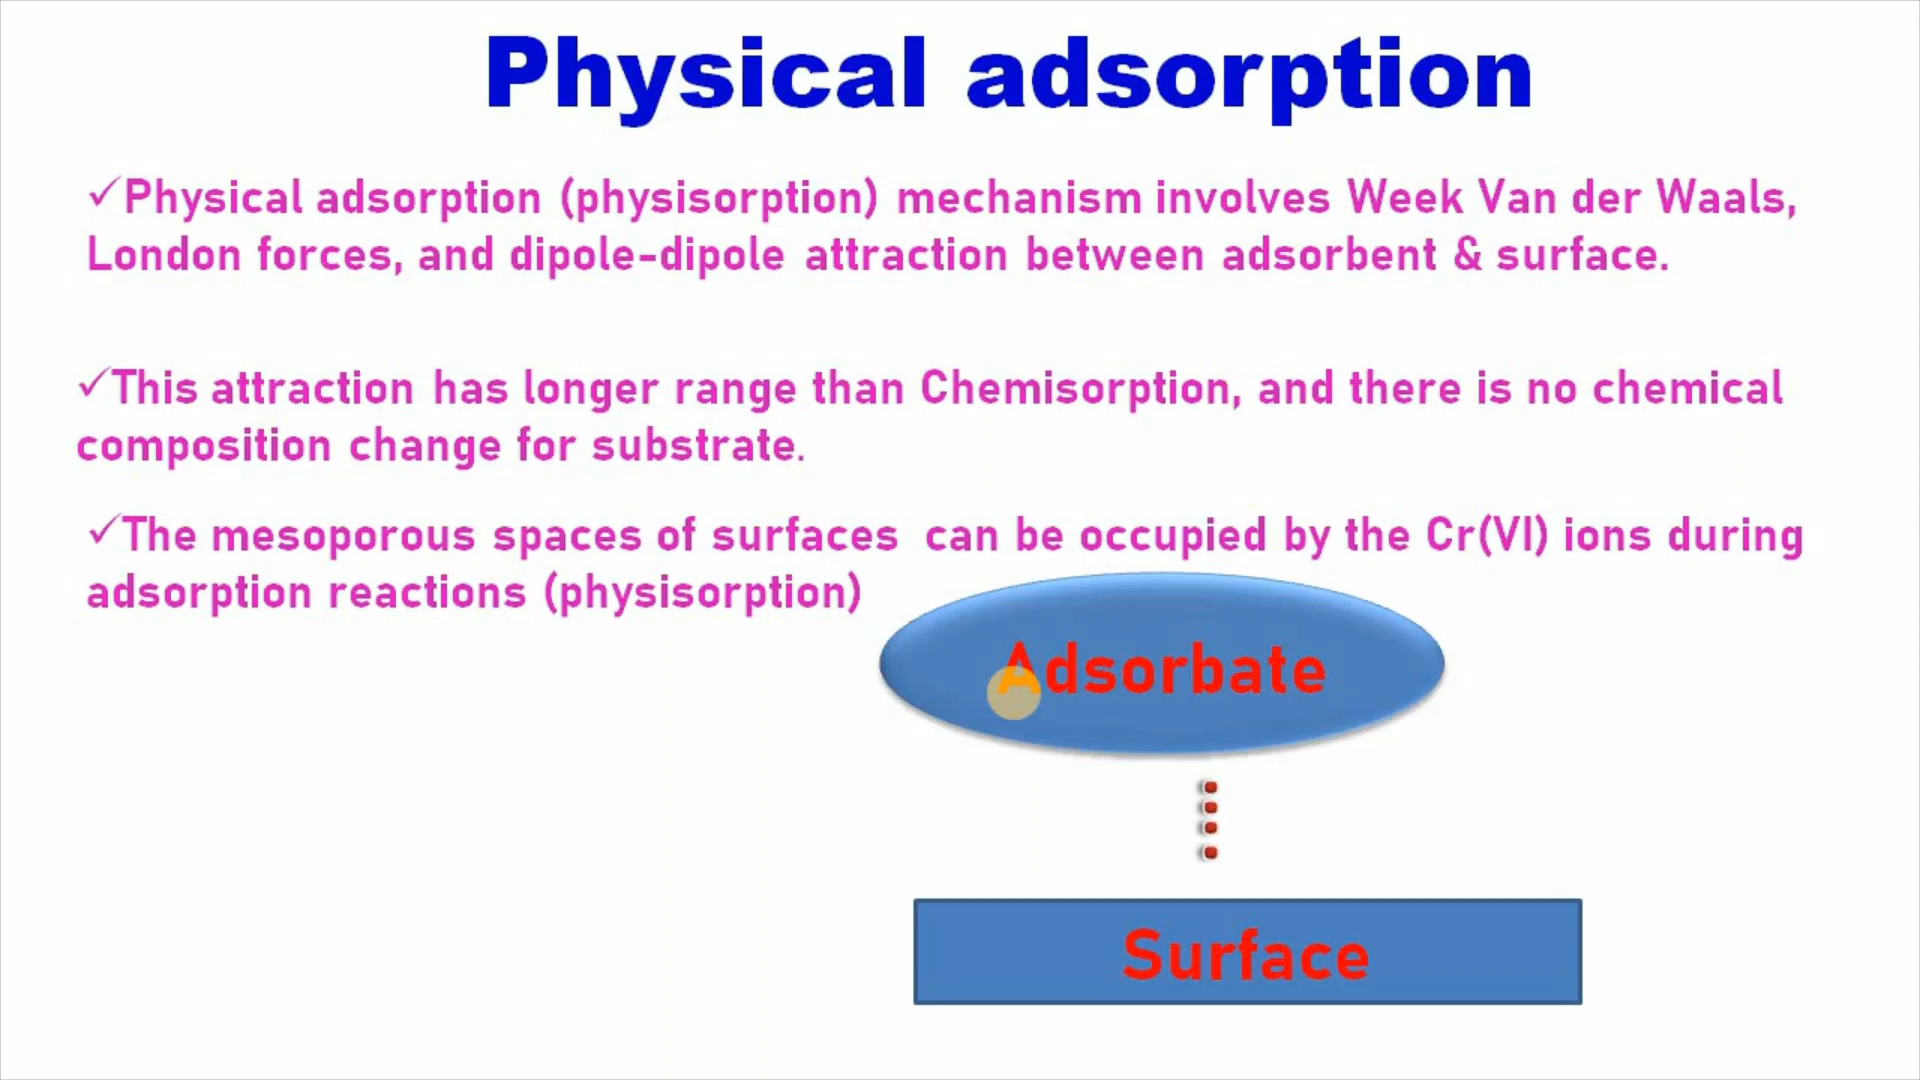 Physical adsorption
✓Physical adsorption (physisorption) mechanism involves Week Van der Waals,
London forces, and dipole-dipole attraction between adsorbent & surface.
✓This attraction has longer range than Chemisorption, and there is no chemical
composition change for substrate.
✓The mesoporous spaces of surfaces can be occupied by the Cr(VI) ions during
adsorption reactions (physisorption)
Adsorbate
Surface